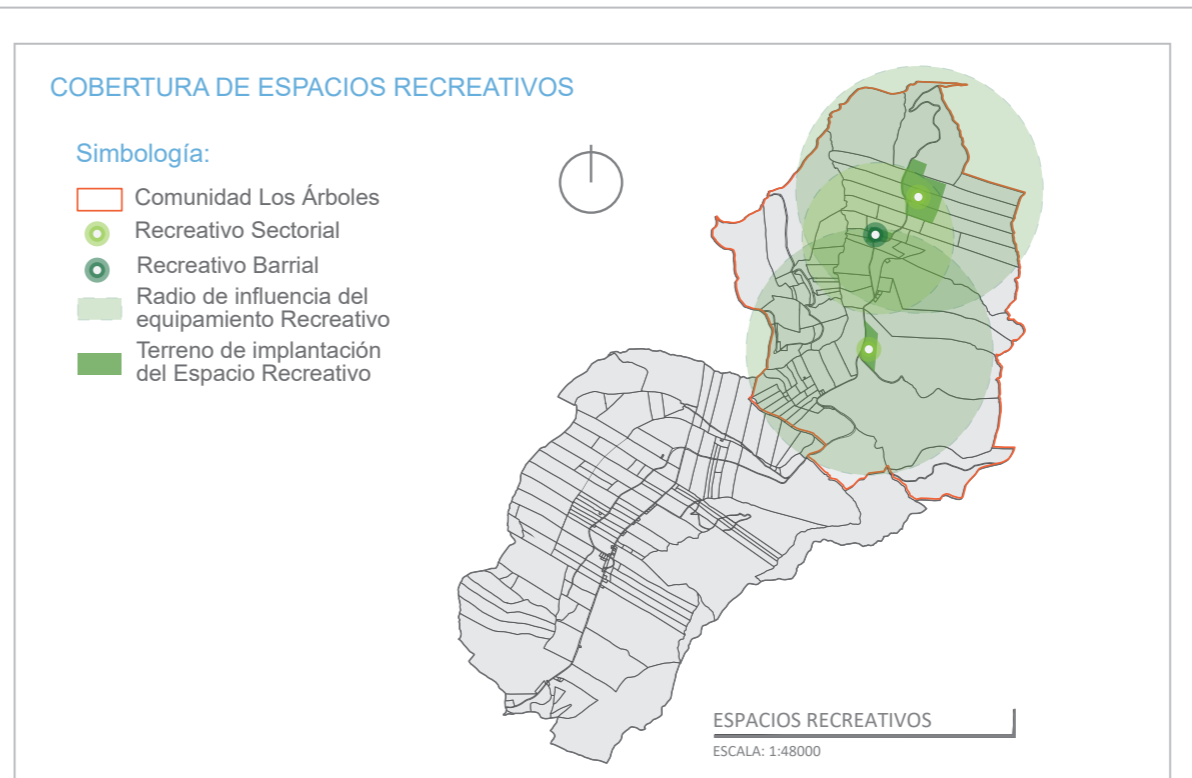 COBERTURA DE ESPACIOS RECREATIVOS
Simbología:
Comunidad Los Árboles
Recreativo Sectorial
Recreativo Barrial
Radio de influencia del
equipamiento Recreativo
Terreno de implantación
del Espacio Recreativo
ESPACIOS RECREATIVOS
ESCALA: 1:48000